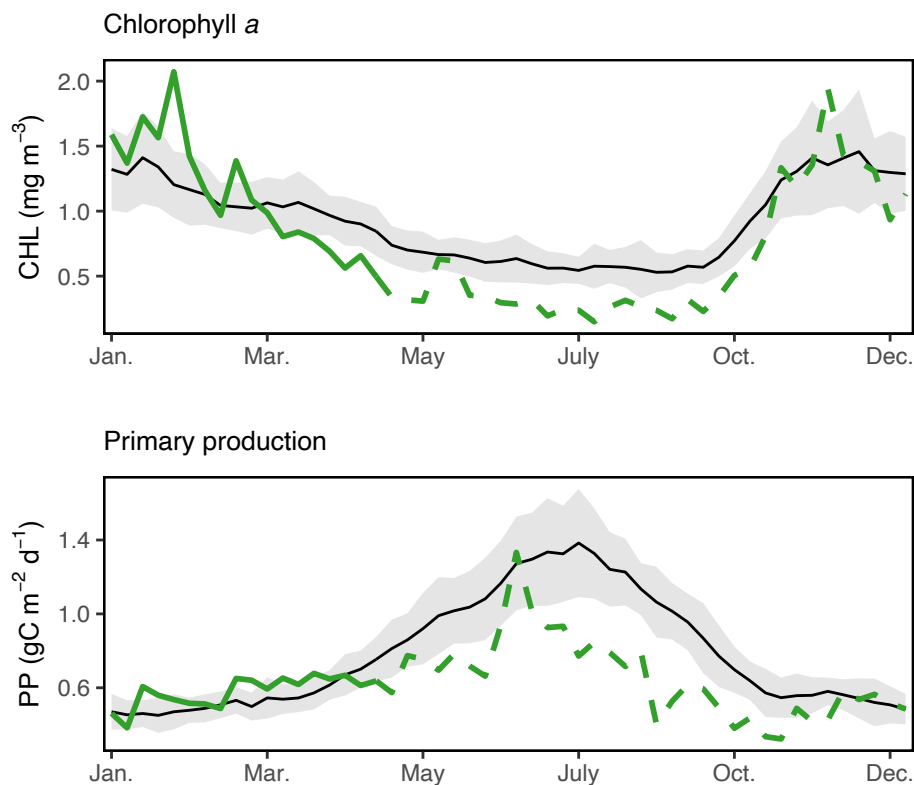 Chlorophyll a
CHL (mg m⁻³)
2.0
1.5
1.0
0.5
Jan. Mar. May July Oct. Dec.
Primary production
PP (gC m⁻² d⁻¹)
1.4
1.0
0.6
Jan. Mar. May July Oct. Dec.